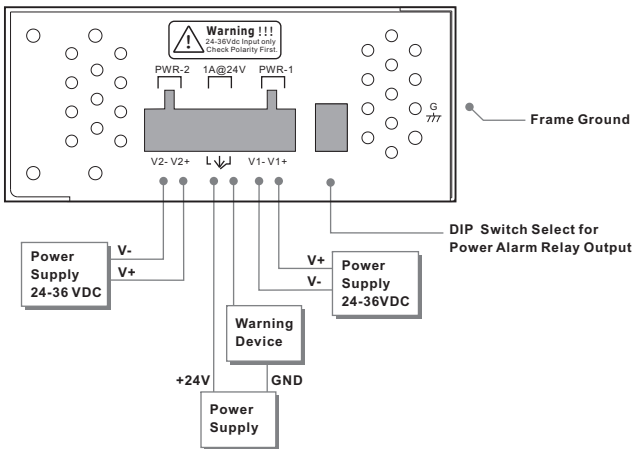 Warning !!!
24-36Vdc Input only
Check Polarity First.
PWR-2 1A@24V PWR-1
G
Frame Ground
V2- V2+ V1- V1+
DIP Switch Select for
Power Alarm Relay Output
V-
V+
Power
Supply
24-36 VDC
V+
V-
Power
Supply
24-36VDC
Warning
Device
+24V
GND
Power
Supply